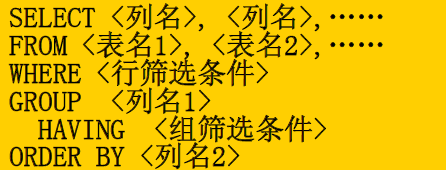 SELECT <列名>, <列名>,……
FROM <表名1>, <表名2>,……
WHERE <行筛选条件>
GROUP <列名1>
HAVING <组筛选条件>
ORDER BY <列名2>